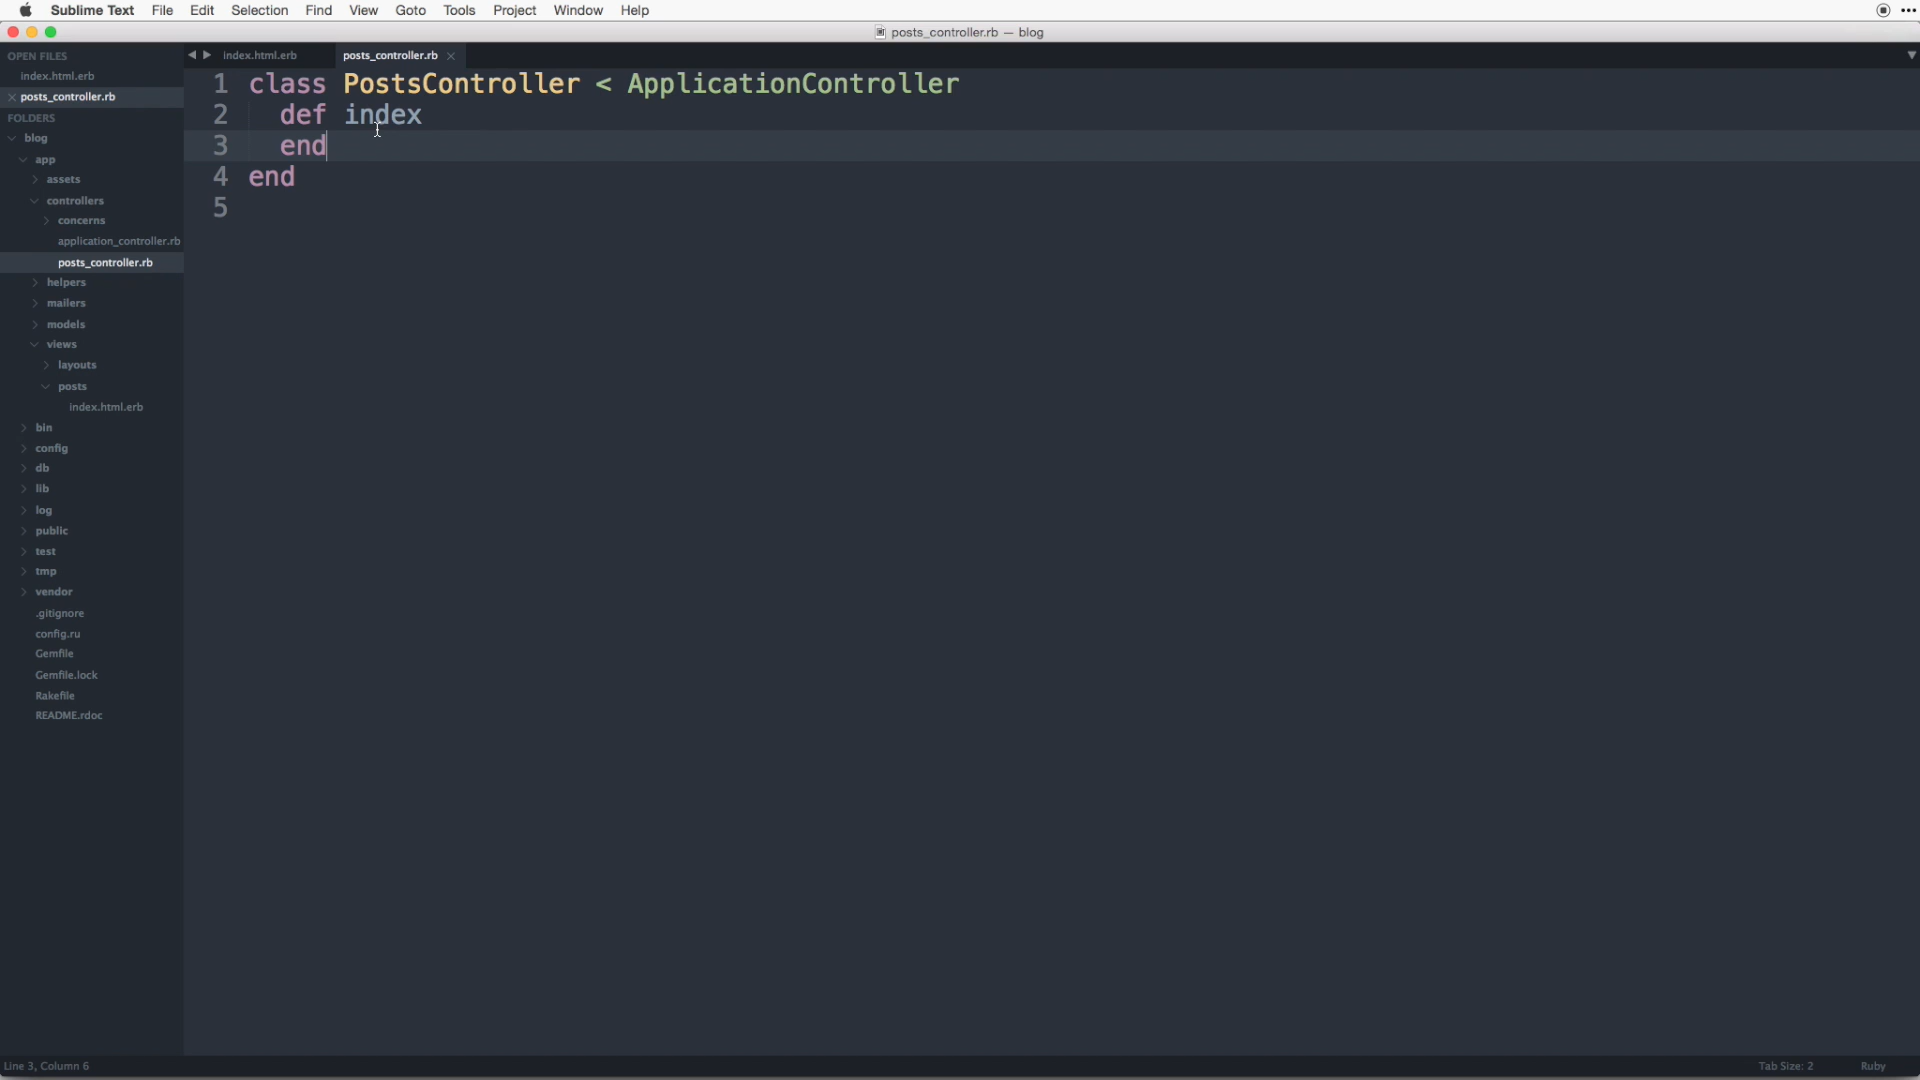 Sublime Text File Edit Selection Find View Goto Tools Project Window Help
posts_controller.rb — blog
OPEN FILES
index.html.erb
posts_controller.rb
FOLDERS
blog
app
assets
controllers
concerns
application_controller.rb
posts_controller.rb
helpers
mailers
models
views
layouts
posts
index.html.erb
bin
config
db
lib
log
public
test
tmp
vendor
.gitignore
config.ru
Gemfile
Gemfile.lock
Rakefile
README.rdoc
index.html.erb posts_controller.rb
1 class PostsController < ApplicationController
2 def index
3 end
4 end
5
Line 3, Column 6 Tab Size: 2 Ruby